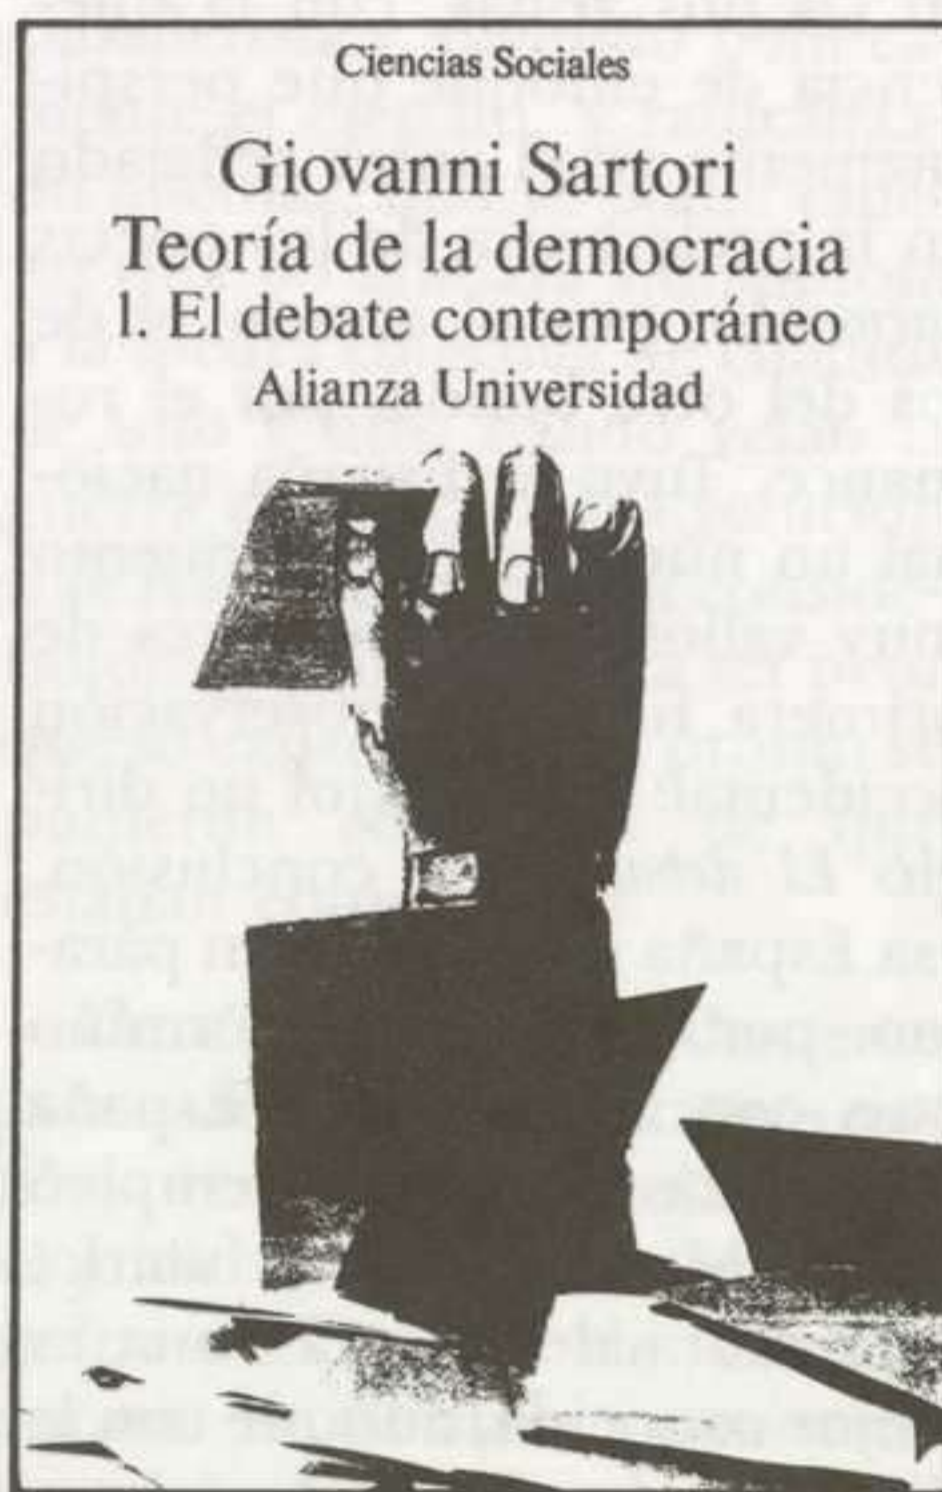 Ciencias Sociales
Giovanni Sartori
Teoría de la democracia
1. El debate contemporáneo
Alianza Universidad